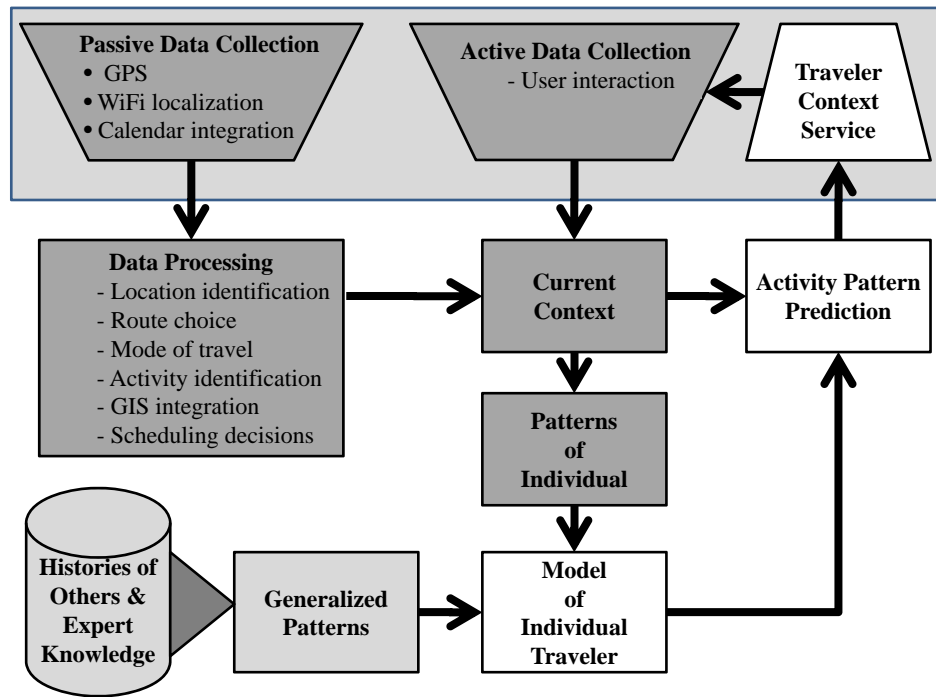 Passive Data Collection
• GPS
• WiFi localization
• Calendar integration
Active Data Collection
- User interaction
Traveler
Context
Service
Data Processing
- Location identification
- Route choice
- Mode of travel
- Activity identification
- GIS integration
- Scheduling decisions
Current
Context
Activity Pattern
Prediction
Patterns
of
Individual
Histories of
Others &
Expert
Knowledge
Generalized
Patterns
Model
of
Individual
Traveler